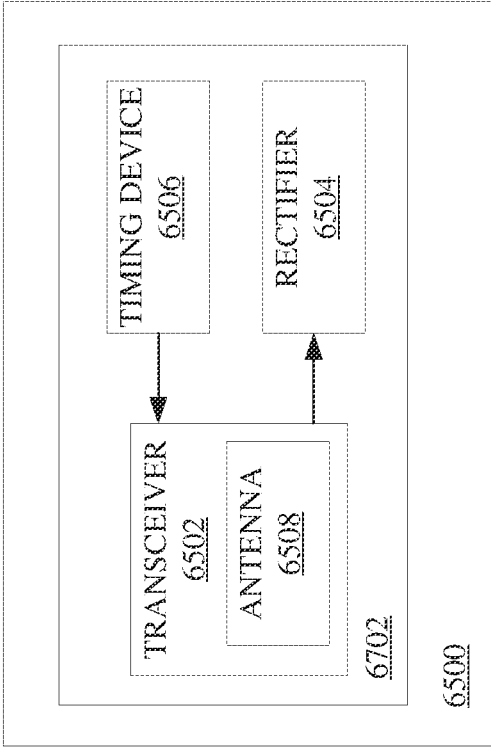 TRANSCEIVER
6502
ANTENNA
6508
TIMING DEVICE
6506
RECTIFIER
6504
6702
6500